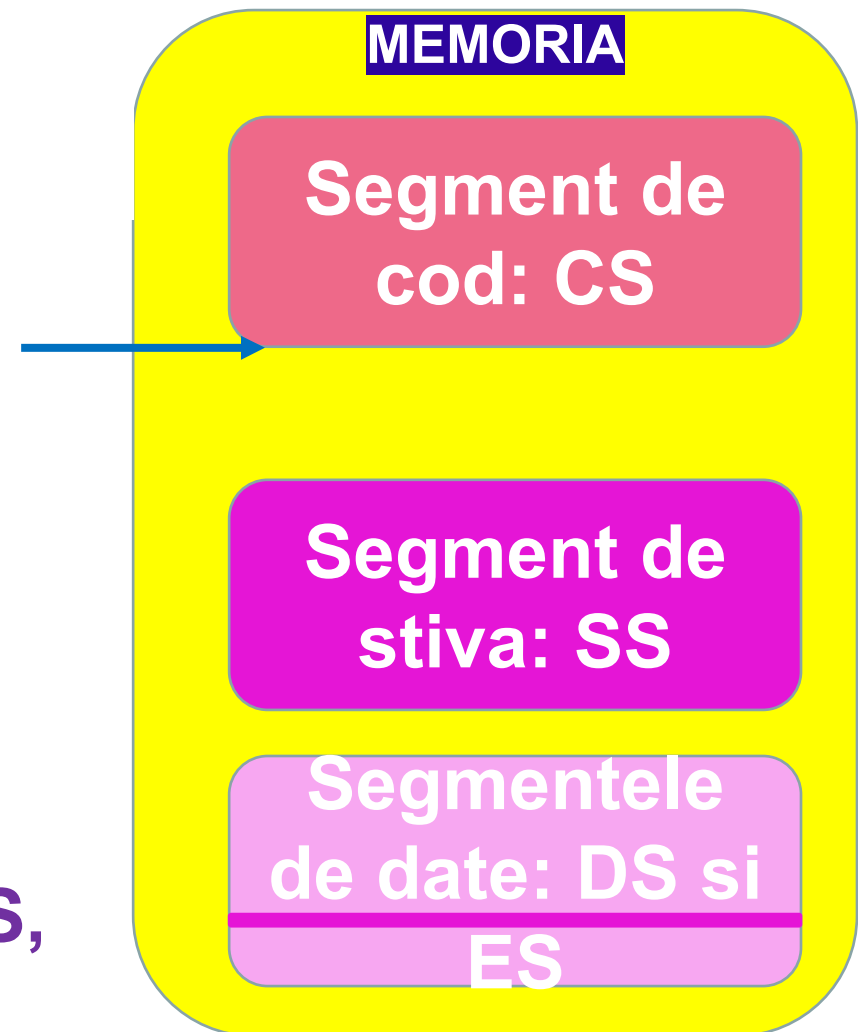 MEMORIA
Segment de
cod: CS
Segment de
stiva: SS
Segmentele
de date: DS si
ES
S,